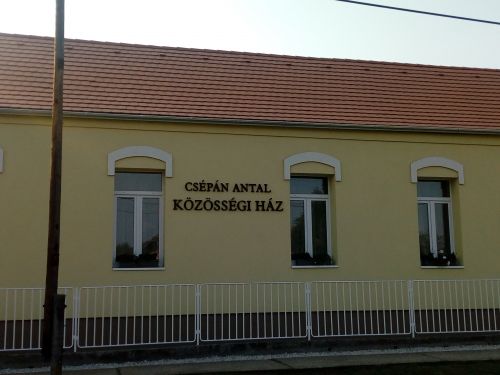 CSÉPÁN ANTAL
KÖZÖSSÉGI HÁZ